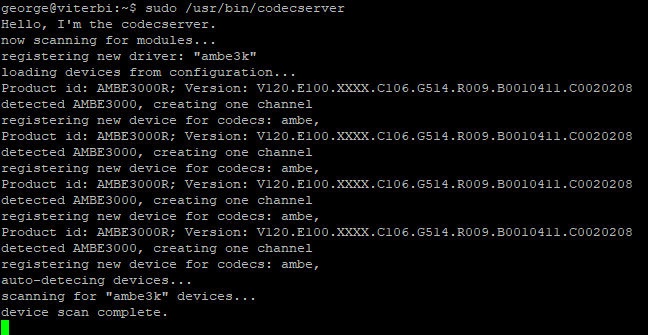 george@viterbi:~$ sudo /usr/bin/codecserver
Hello, I'm the codecserver.
now scanning for modules...
registering new driver: "ambe3k"
loading devices from configuration...
Product id: AMBE3000R; Version: V120.E100.XXXX.C106.G514.R009.B0010411.C0020208
detected AMBE3000, creating one channel
registering new device for codecs: ambe,
Product id: AMBE3000R; Version: V120.E100.XXXX.C106.G514.R009.B0010411.C0020208
detected AMBE3000, creating one channel
registering new device for codecs: ambe,
Product id: AMBE3000R; Version: V120.E100.XXXX.C106.G514.R009.B0010411.C0020208
detected AMBE3000, creating one channel
registering new device for codecs: ambe,
Product id: AMBE3000R; Version: V120.E100.XXXX.C106.G514.R009.B0010411.C0020208
detected AMBE3000, creating one channel
registering new device for codecs: ambe,
auto-detecing devices...
scanning for "ambe3k" devices...
device scan complete.